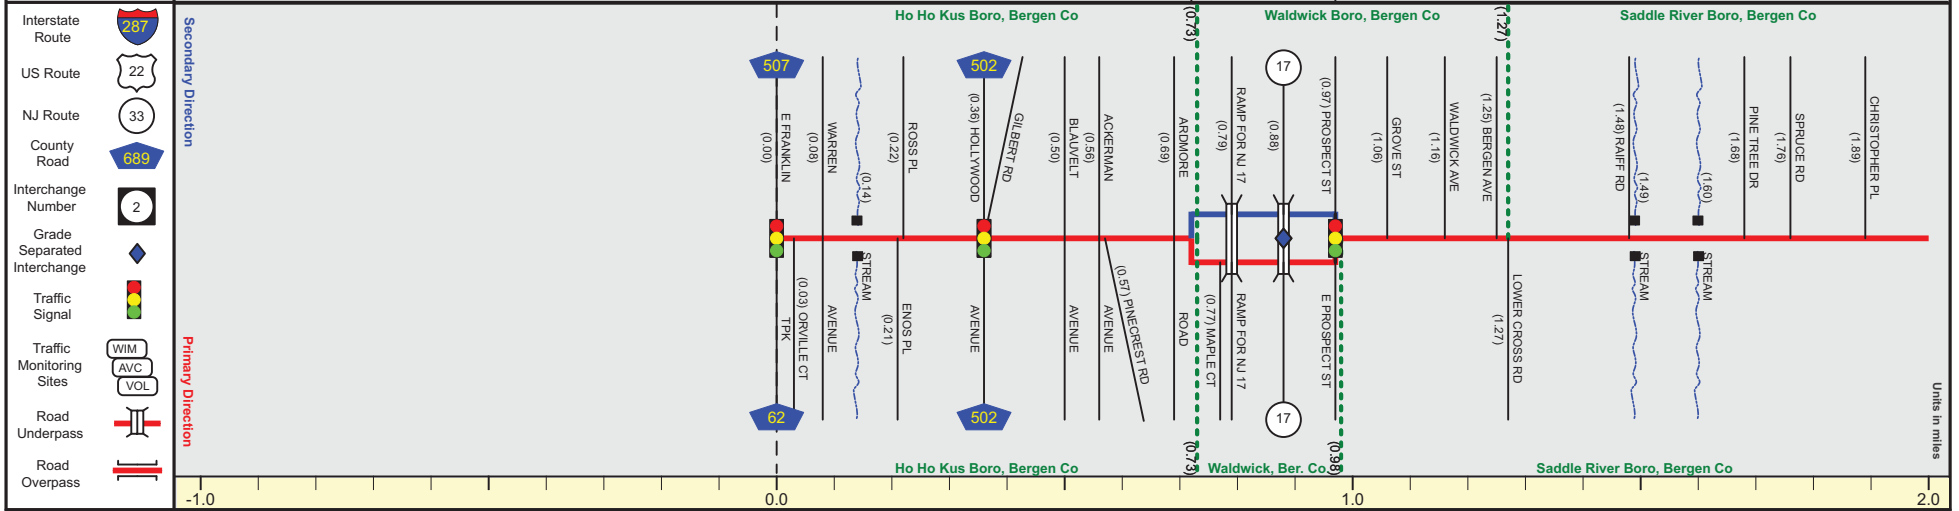 Interstate
Route
287
US Route
22
NJ Route
33
County
Road
689
Interchange
Number
2
Grade
Separated
Interchange
Traffic
Signal
Traffic
Monitoring
Sites
WIM
AVC
VOL
Road
Underpass
Road
Overpass
Secondary Direction
Primary Direction
Ho Ho Kus Boro, Bergen Co
(0.73)
Waldwick Boro, Bergen Co
(1.27)
Saddle River Boro, Bergen Co
507
E FRANKLIN
(0.00)
WARREN
(0.08)
(0.14)
ROSS PL
(0.22)
502
(0.36) HOLLYWOOD
GILBERT RD
BLAUVELT
(0.50)
ACKERMAN
(0.56)
ARDMORE
(0.69)
RAMP FOR NJ 17
(0.79)
17
(0.88)
(0.97) PROSPECT ST
GROVE ST
(1.06)
WALDWICK AVE
(1.16)
(1.25) BERGEN AVE
(1.48) RAIFF RD
(1.49)
(1.60)
PINE TREE DR
(1.68)
SPRUCE RD
(1.76)
CHRISTOPHER PL
(1.89)
TPK
62
(0.03) ORVILLE CT
AVENUE
STREAM
ENOS PL
(0.21)
AVENUE
502
AVENUE
AVENUE
(0.57) PINECREST RD
ROAD
(0.77) MAPLE CT
RAMP FOR NJ 17
17
E PROSPECT ST
LOWER CROSS RD
(1.27)
STREAM
STREAM
Units in miles
Ho Ho Kus Boro, Bergen Co
(0.73)
Waldwick, Ber. Co.
(0.98)
Saddle River Boro, Bergen Co
-1.0
0.0
1.0
2.0